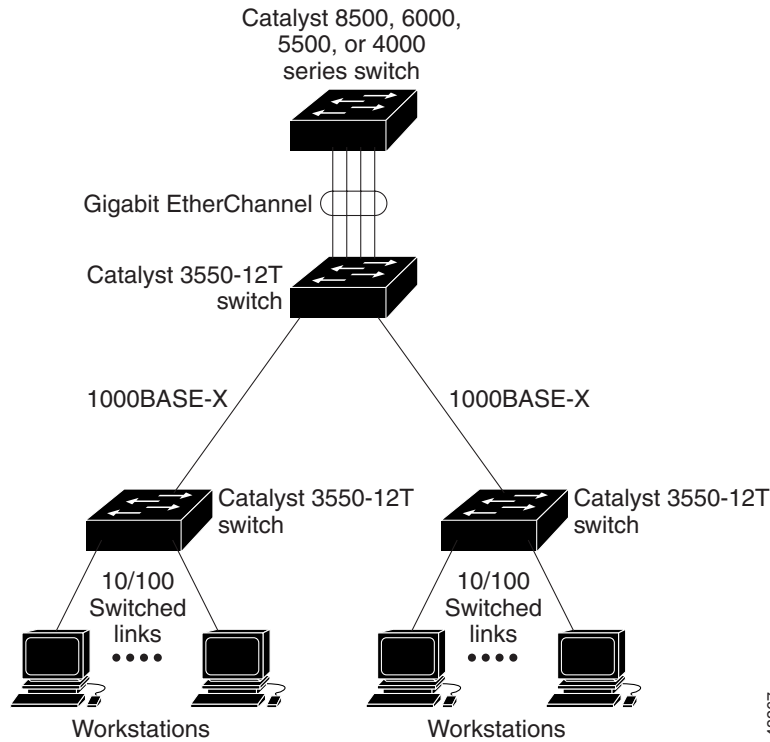 Catalyst 8500, 6000,
5500, or 4000
series switch
Gigabit EtherChannel
Catalyst 3550-12T
switch
1000BASE-X
1000BASE-X
Catalyst 3550-12T
switch
Catalyst 3550-12T
switch
10/100
Switched
links
10/100
Switched
links
Workstations
Workstations